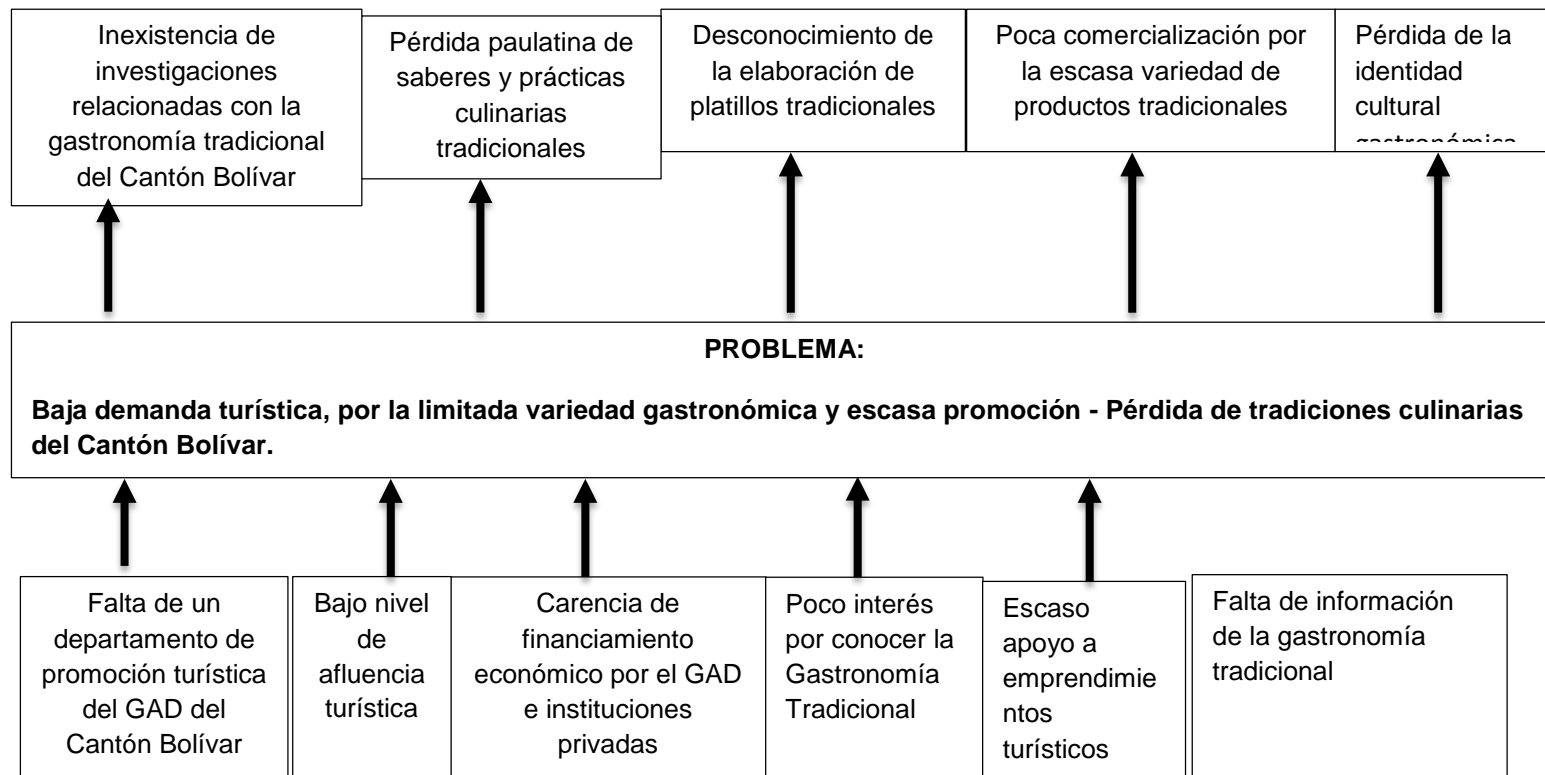 Inexistencia de
investigaciones
relacionadas con la
gastronomía tradicional
del Cantón Bolívar
Pérdida paulatina de
saberes y prácticas
culinarias
tradicionales
Desconocimiento de
la elaboración de
platillos tradicionales
Poca comercialización por
la escasa variedad de
productos tradicionales
Pérdida de la
identidad
cultural
gastronómica
PROBLEMA:
Baja demanda turística, por la limitada variedad gastronómica y escasa promoción - Pérdida de tradiciones culinarias
del Cantón Bolívar.
Falta de un
departamento de
promoción turística
del GAD del
Cantón Bolívar
Bajo nivel
de
afluencia
turística
Carencia de
financiamiento
económico por el GAD
e instituciones
privadas
Poco interés
por conocer la
Gastronomía
Tradicional
Escaso
apoyo a
emprendimie
ntos
turísticos
Falta de información
de la gastronomía
tradicional